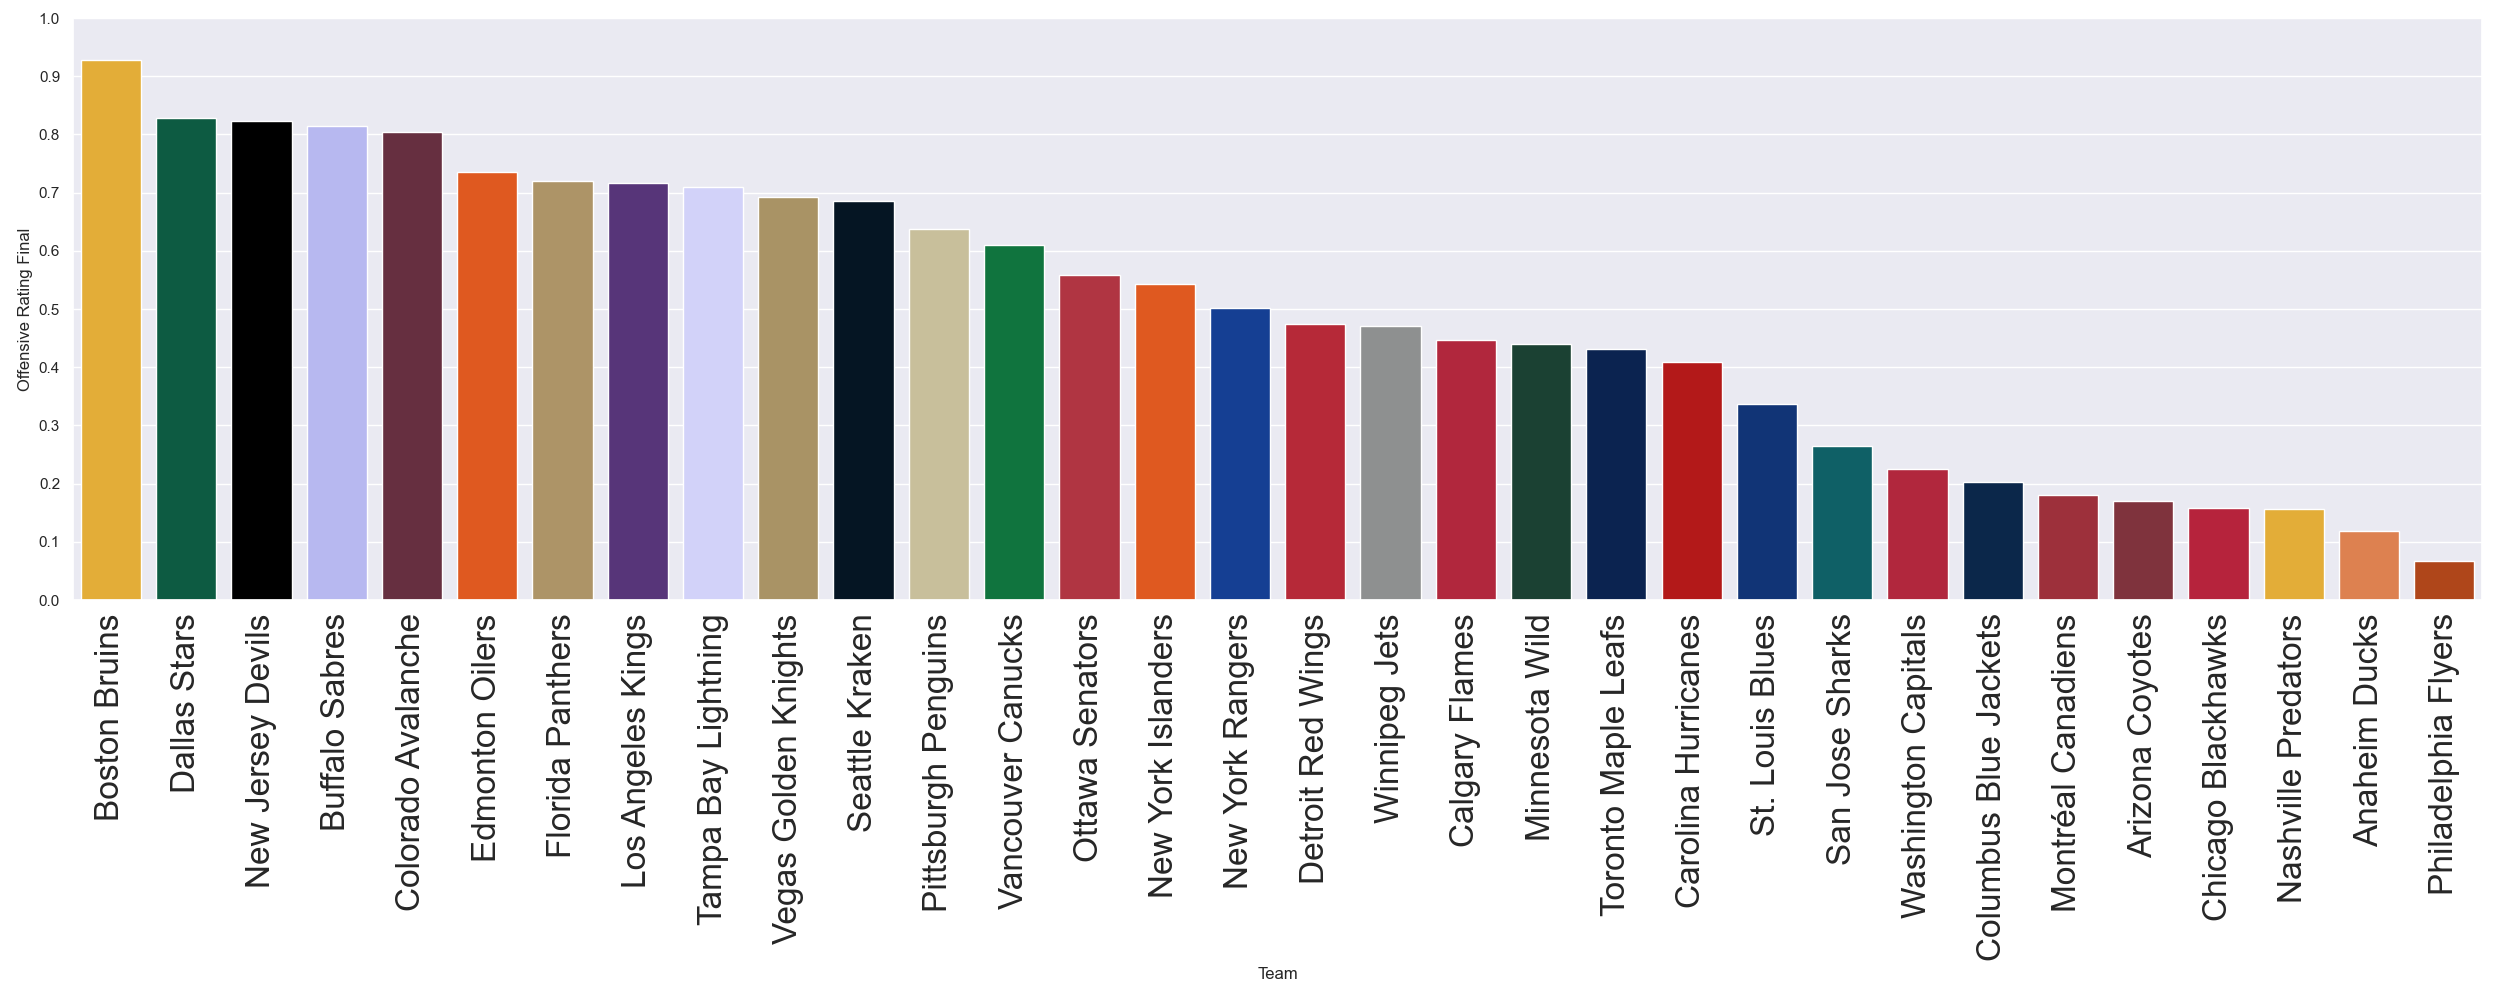 1.0
0.9
0.8
0.7
0.6
0.5
0.4
0.3
0.2
0.1
0.0
Offensive Rating Final
Boston Bruins
Dallas Stars
New Jersey Devils
Buffalo Sabres
Colorado Avalanche
Edmonton Oilers
Florida Panthers
Los Angeles Kings
Tampa Bay Lightning
Vegas Golden Knights
Seattle Kraken
Pittsburgh Penguins
Vancouver Canucks
Ottawa Senators
New York Islanders
New York Rangers
Detroit Red Wings
Winnipeg Jets
Calgary Flames
Minnesota Wild
Toronto Maple Leafs
Carolina Hurricanes
St. Louis Blues
San Jose Sharks
Washington Capitals
Columbus Blue Jackets
Montréal Canadiens
Arizona Coyotes
Chicago Blackhawks
Nashville Predators
Anaheim Ducks
Philadelphia Flyers
Team